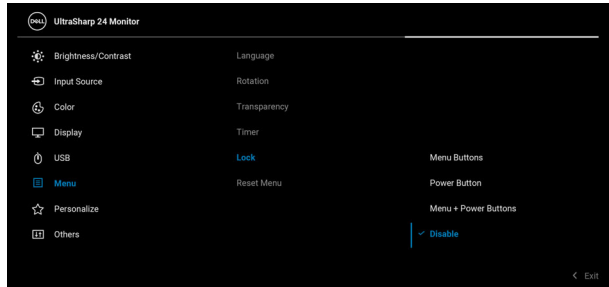 DELL UltraSharp 24 Monitor
Brightness/Contrast Language
Input Source Rotation
Color Transparency
Display Timer
USB Lock Menu Buttons
Menu Reset Menu Power Button
Personalize Menu + Power Buttons
Others Disable
Exit